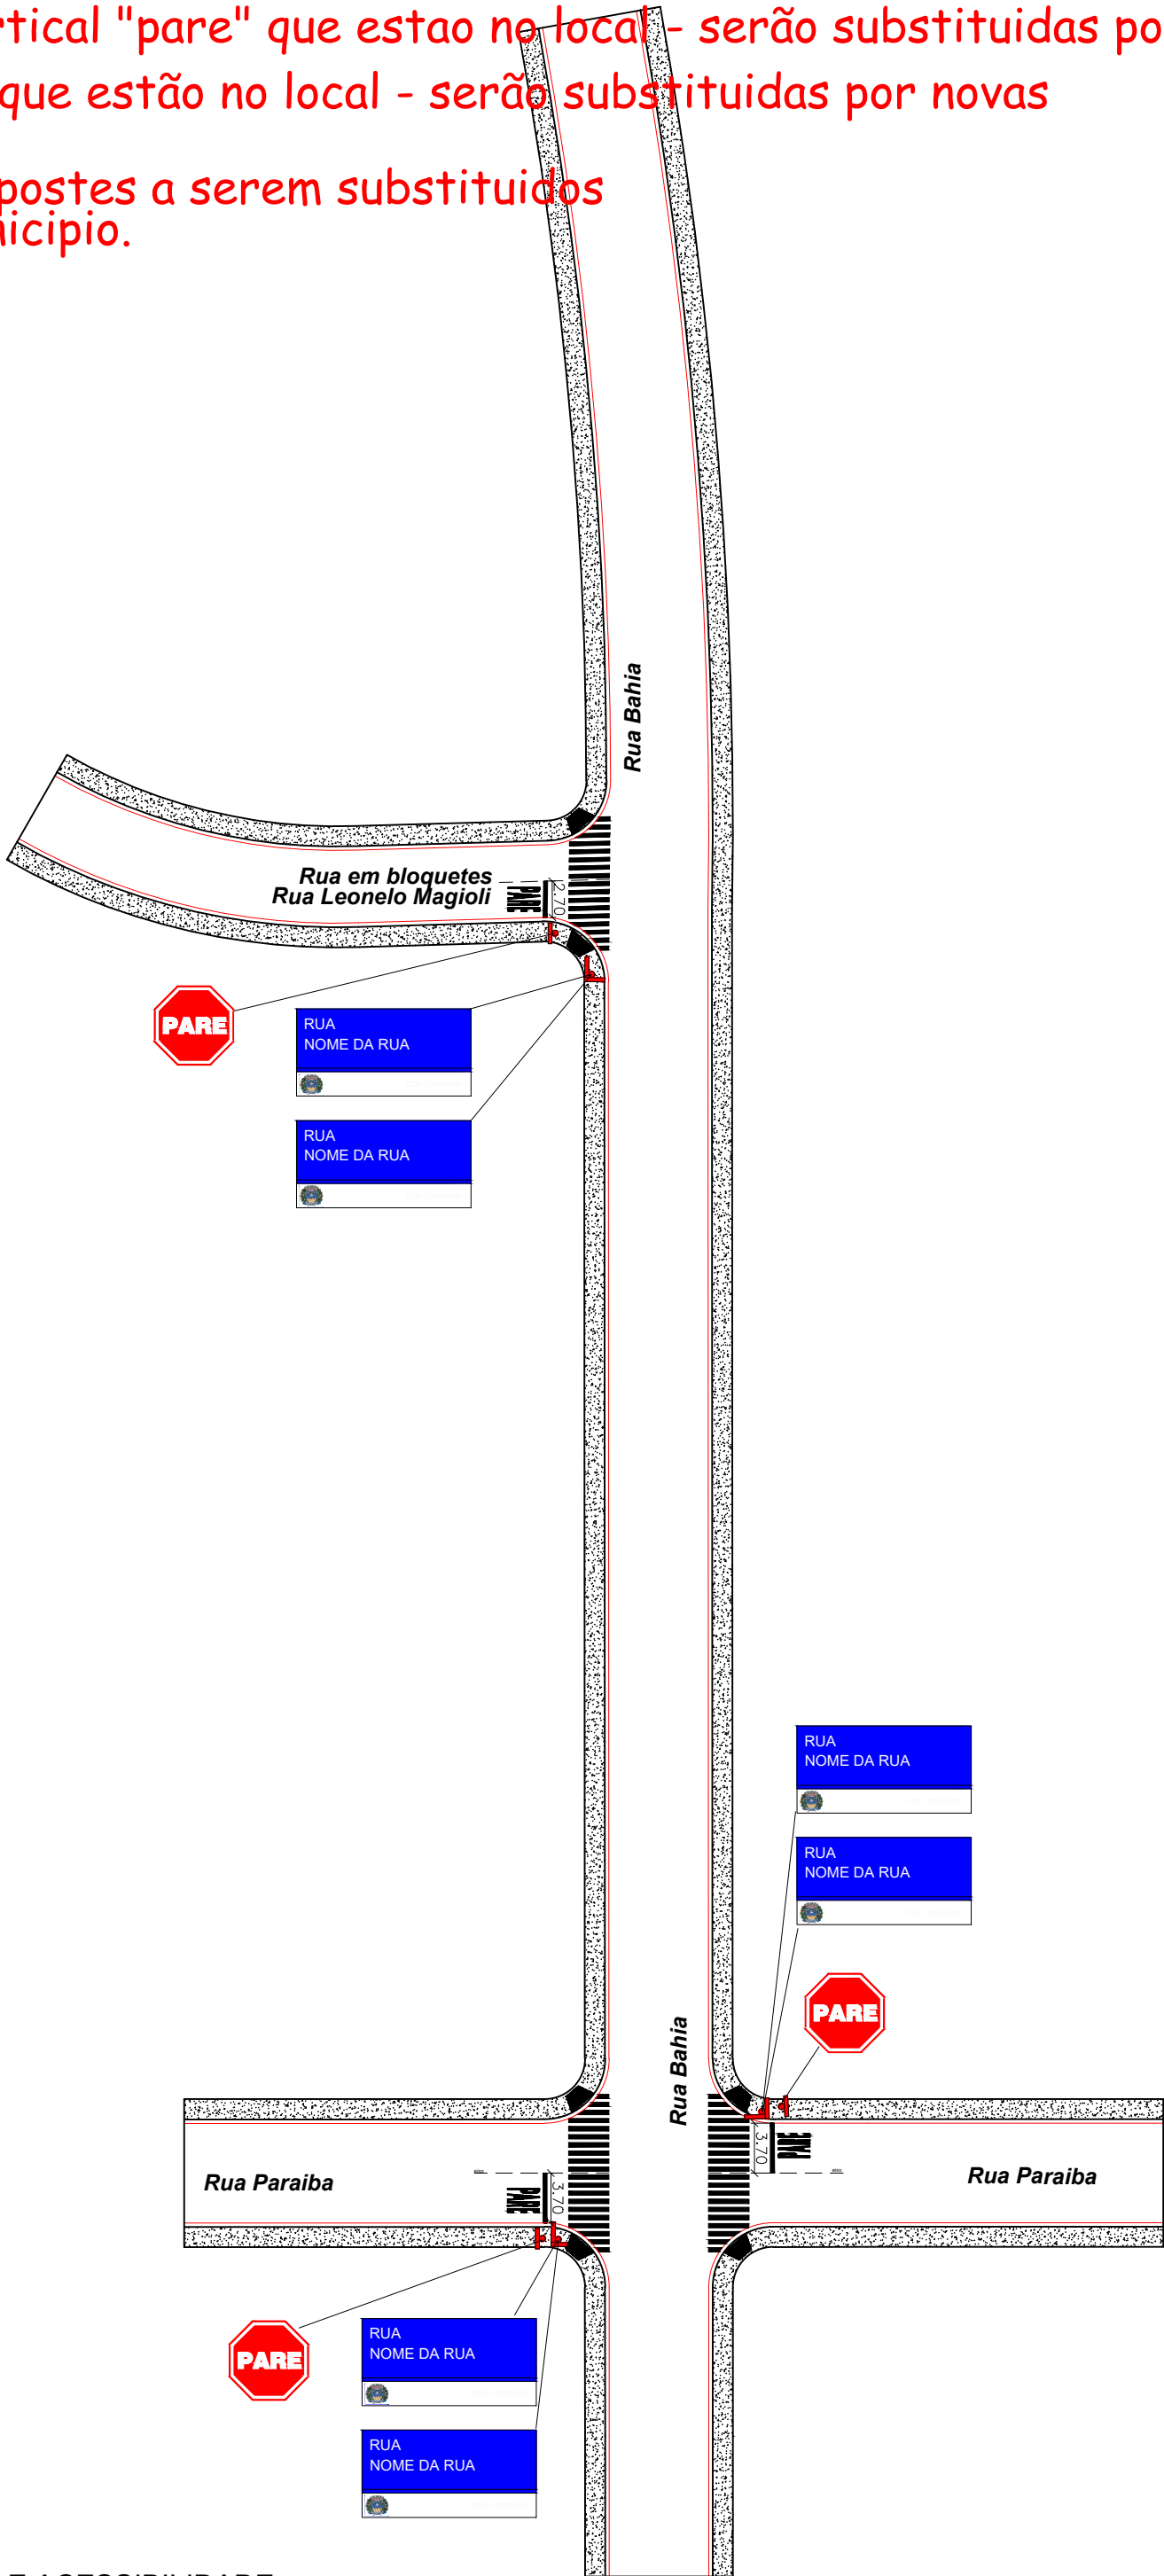 rtical "pare" que estao no local - serão substituidas po
que estão no local - serão substituidas por novas
postes a serem substituidos
nicipio.
Rua Bahia
Rua em bloquetes
Rua Leonelo Magioli
PARE
2.70
PARE
RUA
NOME DA RUA
RUA
NOME DA RUA
RUA
NOME DA RUA
RUA
NOME DA RUA
PARE
Rua Bahia
3.70
PARE
Rua Paraiba
Rua Paraiba
PARE
3.70
PARE
RUA
NOME DA RUA
RUA
NOME DA RUA
E ACESSIBILIDADE